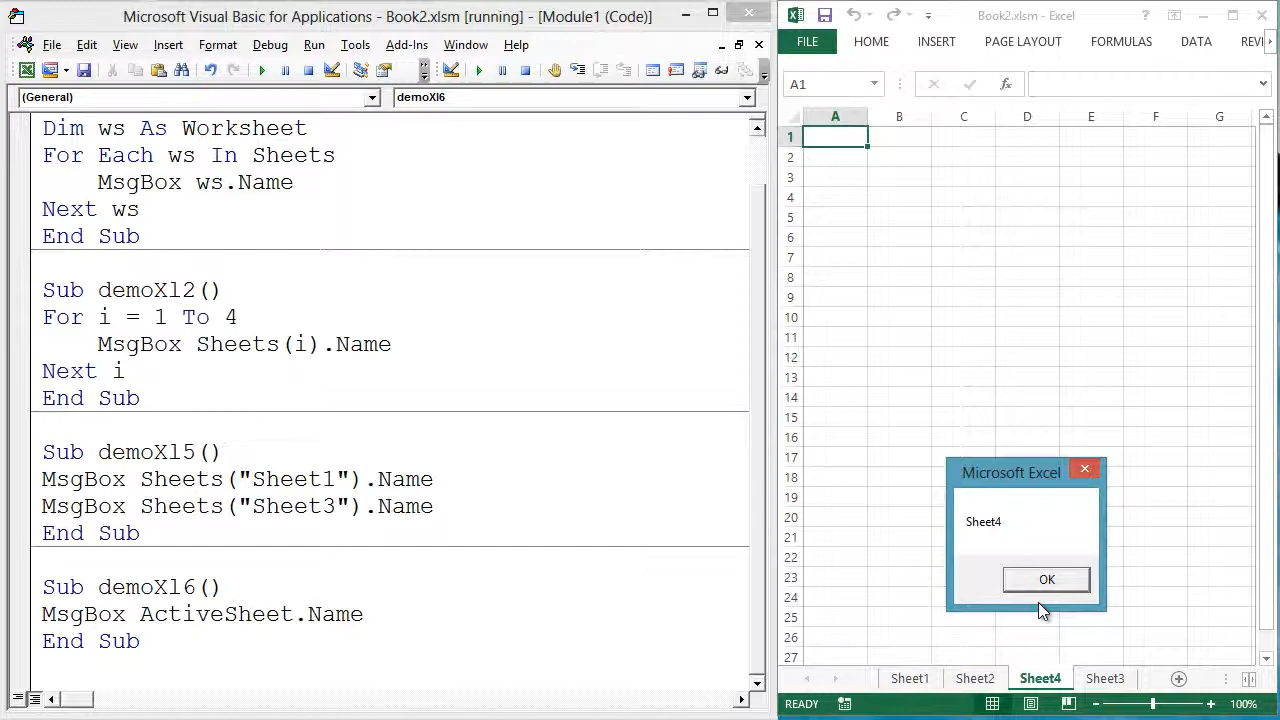 Microsoft Visual Basic for Applications - Book2.xlsm [running] - [Module1 (Code)]
File Edit View Insert Format Debug Run Tools Add-Ins Window Help
(General) demoXl6
Dim ws As Worksheet
For Each ws In Sheets
MsgBox ws.Name
Next ws
End Sub
Sub demoXl2()
For i = 1 To 4
MsgBox Sheets(i).Name
Next i
End Sub
Sub demoXl5()
MsgBox Sheets("Sheet1").Name
MsgBox Sheets("Sheet3").Name
End Sub
Sub demoXl6()
MsgBox ActiveSheet.Name
End Sub
Book2.xlsm - Excel
FILE HOME INSERT PAGE LAYOUT FORMULAS DATA REVI
A1
A B C D E F G
1
2
3
4
5
6
7
8
9
10
11
12
13
14
15
16
17
18
19
20
21
22
23
24
25
26
27
Microsoft Excel
Sheet4
OK
Sheet1 Sheet2 Sheet4 Sheet3
READY 100%